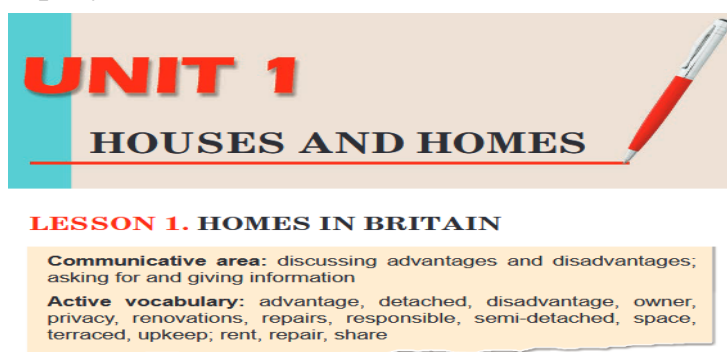 UNIT 1
HOUSES AND HOMES
LESSON 1. HOMES IN BRITAIN
Communicative area: discussing advantages and disadvantages;
asking for and giving information
Active vocabulary: advantage, detached, disadvantage, owner,
privacy, renovations, repairs, responsible, semi-detached, space,
terraced, upkeep; rent, repair, share